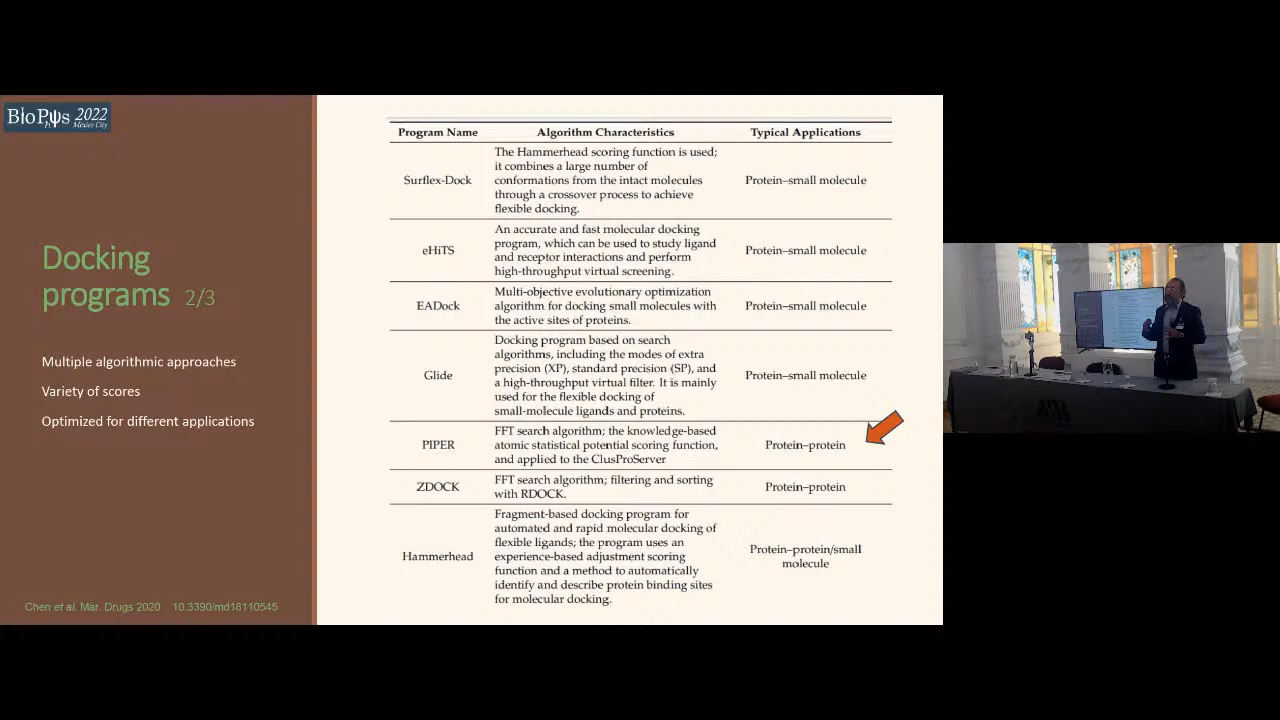 BioPψs 2022
Mexico City
Docking
programs 2/3
Multiple algorithmic approaches
Variety of scores
Optimized for different applications
Chen et al. Mar. Drugs 2020 10.3390/md18110545
Program Name Algorithm Characteristics Typical Applications
Surflex-Dock
The Hammerhead scoring function is used;
it combines a large number of
conformations from the intact molecules
through a crossover process to achieve
flexible docking.
Protein–small molecule
eHiTS
An accurate and fast molecular docking
program, which can be used to study ligand
and receptor interactions and perform
high-throughput virtual screening.
Protein–small molecule
EADock
Multi-objective evolutionary optimization
algorithm for docking small molecules with
the active sites of proteins.
Protein–small molecule
Glide
Docking program based on search
algorithms, including the modes of extra
precision (XP), standard precision (SP), and
a high-throughput virtual filter. It is mainly
used for the flexible docking of
small-molecule ligands and proteins.
Protein–small molecule
PIPER
FFT search algorithm; the knowledge-based
atomic statistical potential scoring function,
and applied to the ClusProServer
Protein–protein
ZDOCK
FFT search algorithm; filtering and sorting
with RDOCK.
Protein–protein
Hammerhead
Fragment-based docking program for
automated and rapid molecular docking of
flexible ligands; the program uses an
experience-based adjustment scoring
function and a method to automatically
identify and describe protein binding sites
for molecular docking.
Protein–protein/small
molecule